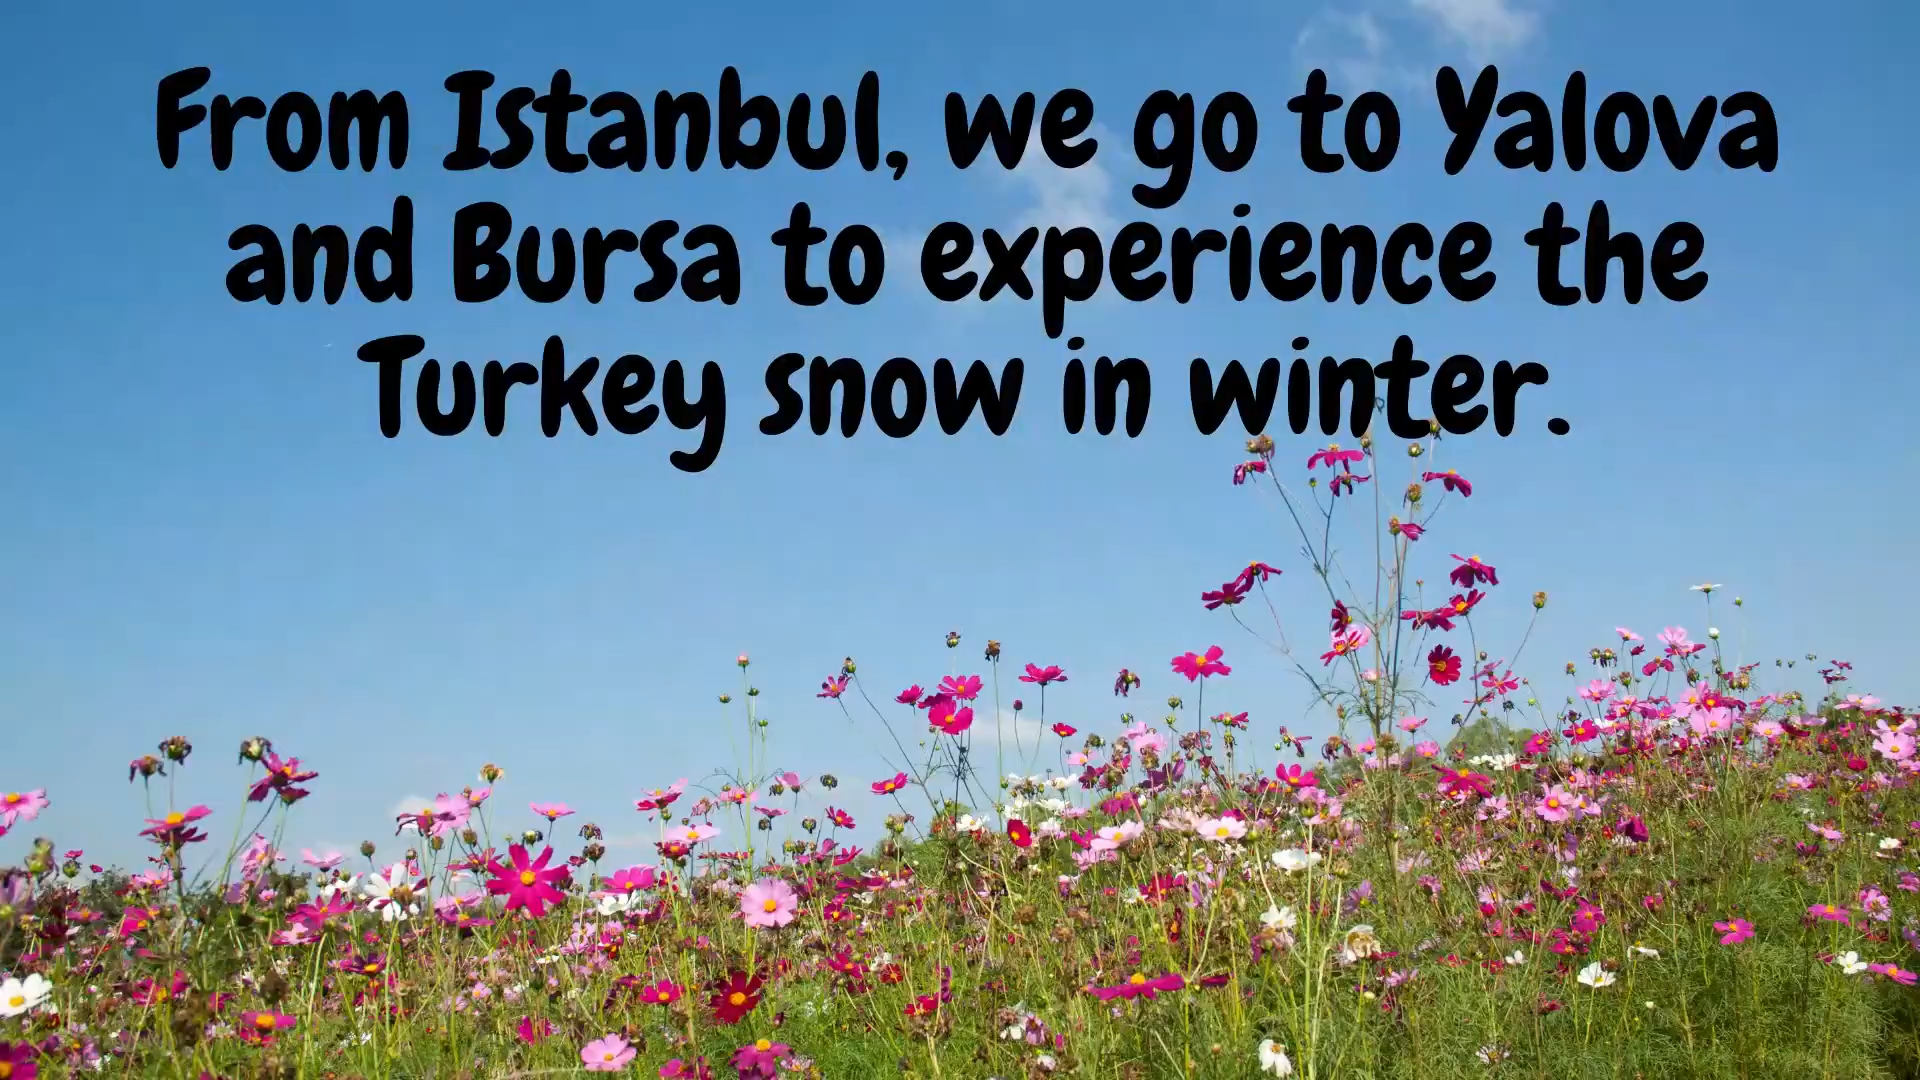 From Istanbul, we go to Yalova
and Bursa to experience the
Turkey snow in winter.